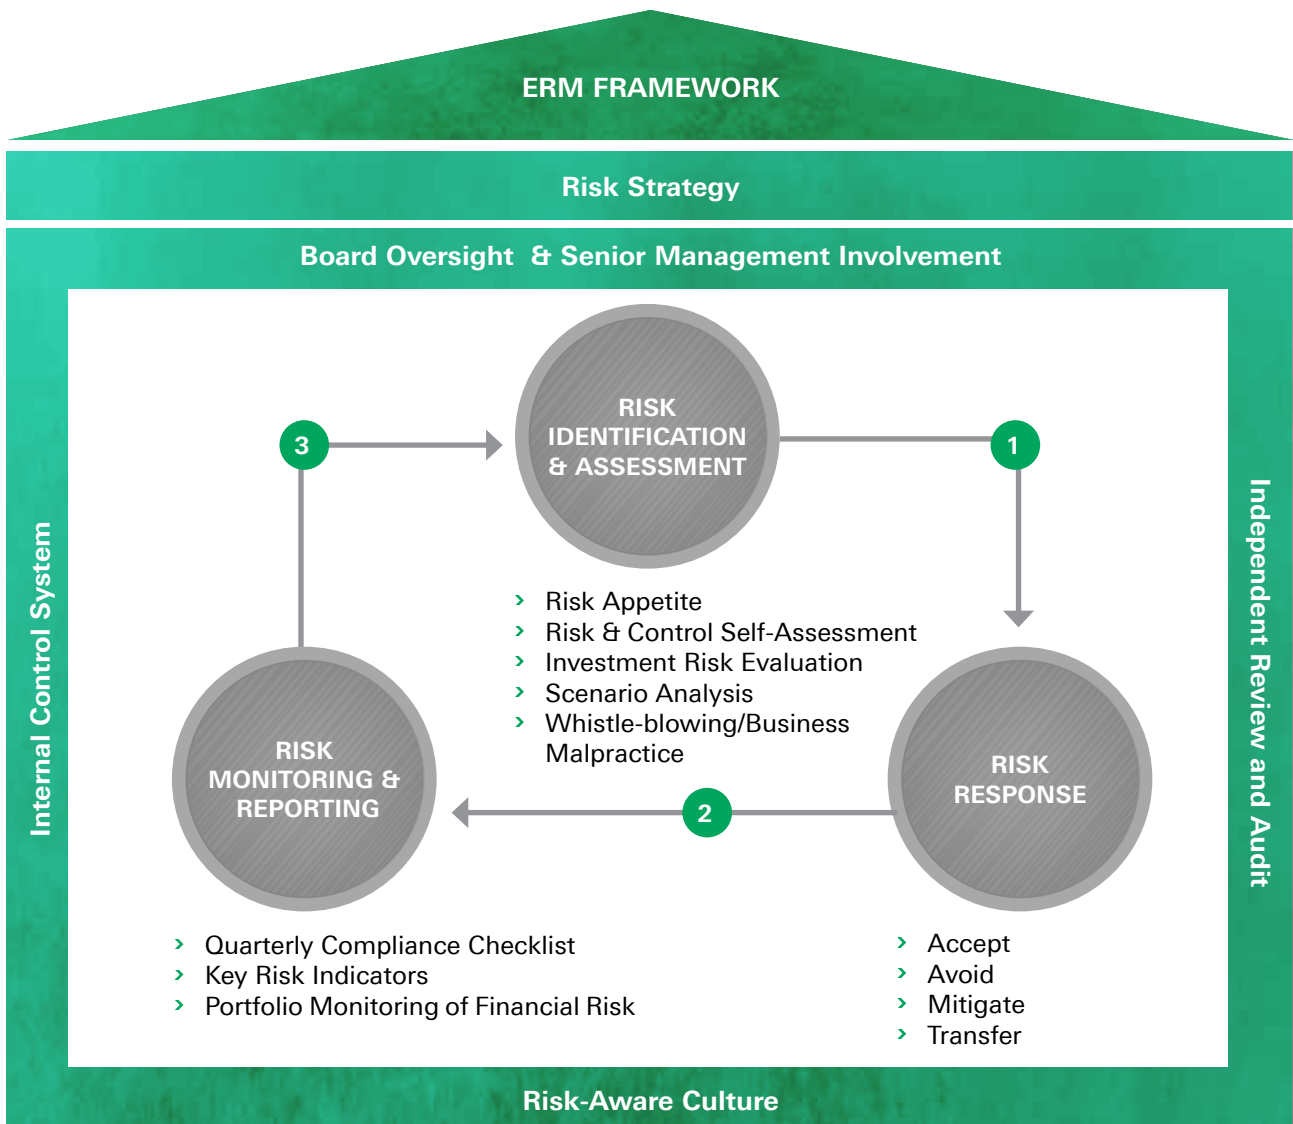 ERM FRAMEWORK
Risk Strategy
Board Oversight & Senior Management Involvement
Internal Control System
Independent Review and Audit
RISK
IDENTIFICATION
& ASSESSMENT
3
1
› Risk Appetite
› Risk & Control Self-Assessment
› Investment Risk Evaluation
› Scenario Analysis
› Whistle-blowing/Business
Malpractice
RISK
MONITORING &
REPORTING
2
RISK
RESPONSE
› Quarterly Compliance Checklist
› Key Risk Indicators
› Portfolio Monitoring of Financial Risk
› Accept
› Avoid
› Mitigate
› Transfer
Risk-Aware Culture